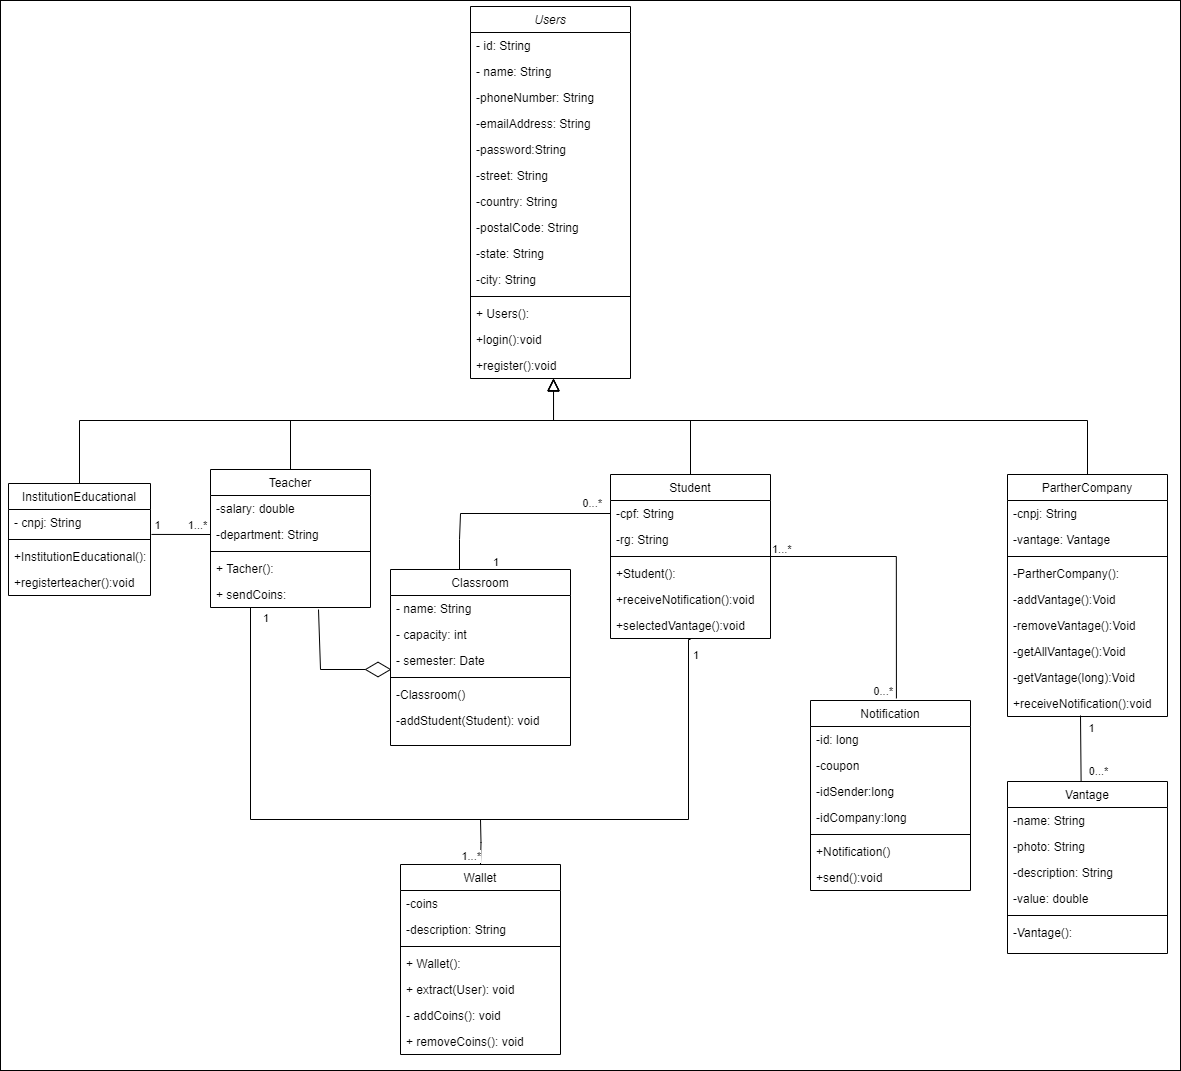 Users
- id: String
- name: String
-phoneNumber: String
-emailAddress: String
-password:String
-street: String
-country: String
-postalCode: String
-state: String
-city: String
+ Users():
+login():void
+register():void
InstitutionEducational
- cnpj: String
+InstitutionEducational():
+registerteacher():void
1
1...*
Teacher
-salary: double
-department: String
+ Tacher():
+ sendCoins:
1
Classroom
- name: String
- capacity: int
- semester: Date
-Classroom()
-addStudent(Student): void
1
0...*
Student
-cpf: String
-rg: String
+Student():
+receiveNotification():void
+selectedVantage():void
1
1...*
0...*
Notification
-id: long
-coupon
-idSender:long
-idCompany:long
+Notification()
+send():void
PartherCompany
-cnpj: String
-vantage: Vantage
-PartherCompany():
-addVantage():Void
-removeVantage():Void
-getAllVantage():Void
-getVantage(long):Void
+receiveNotification():void
1
0...*
Vantage
-name: String
-photo: String
-description: String
-value: double
-Vantage():
1...*
Wallet
-coins
-description: String
+ Wallet():
+ extract(User): void
- addCoins(): void
+ removeCoins(): void